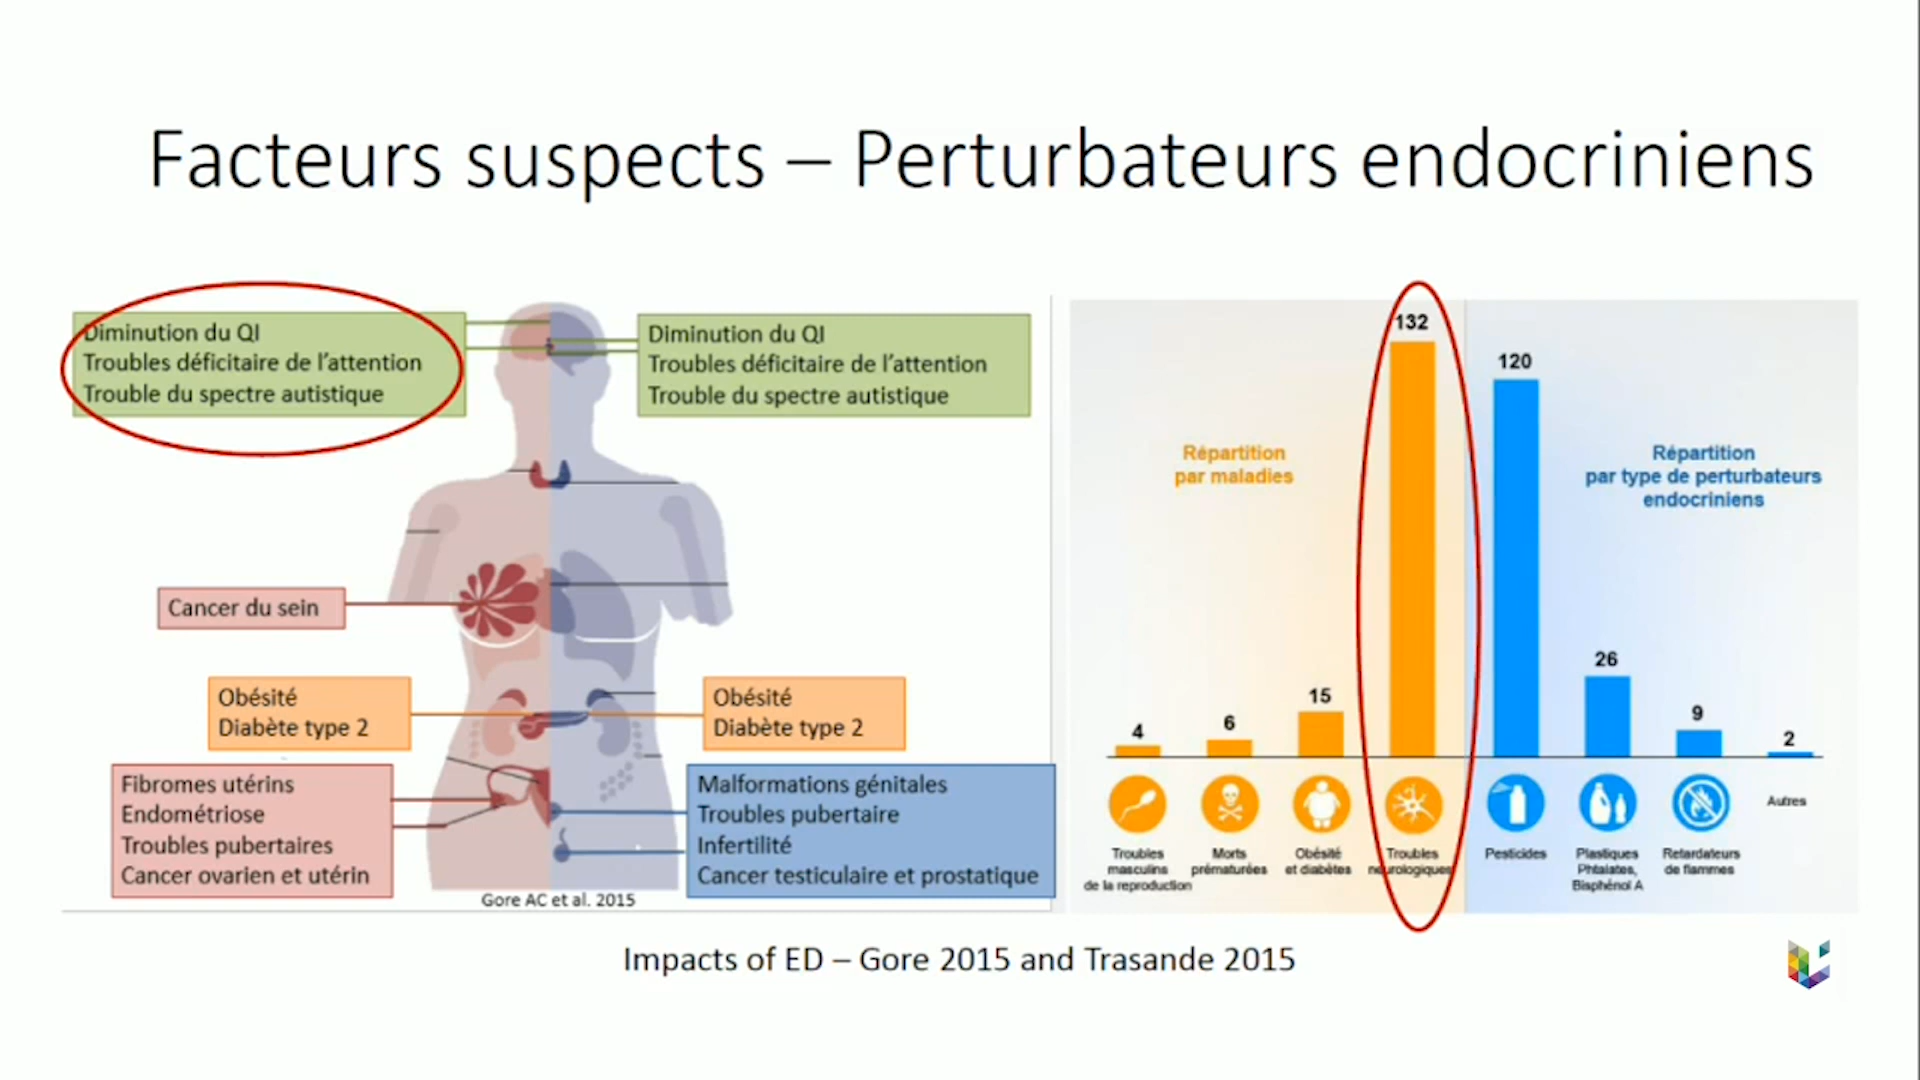 Facteurs suspects – Perturbateurs endocriniens
Diminution du QI
Troubles déficitaire de l'attention
Trouble du spectre autistique
Diminution du QI
Troubles déficitaire de l'attention
Trouble du spectre autistique
Cancer du sein
Obésité
Diabète type 2
Obésité
Diabète type 2
Fibromes utérins
Endométriose
Troubles pubertaires
Cancer ovarien et utérin
Malformations génitales
Troubles pubertaire
Infertilité
Cancer testiculaire et prostatique
Gore AC et al. 2015
Répartition
par maladies
4
6
15
132
Troubles
masculins
de la reproduction
Morts
prématurées
Obésité
et diabètes
Troubles
neurologiques
Répartition
par type de perturbateurs
endocriniens
120
26
9
2
Pesticides
Plastiques
Phtalates,
Bisphénol A
Retardateurs
de flammes
Autres
Impacts of ED – Gore 2015 and Trasande 2015